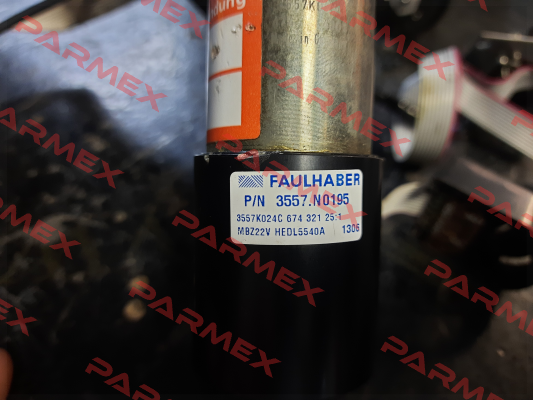 dung
FAULHABER
P/N 3557.N0195
3557K024C 674 321 25:1
MBZ22V HEDL5540A 1306
PARMEX
PARMEX
PARMEX
PARMEX
PARMEX
PARMEX
PARMEX
PARMEX
PARMEX